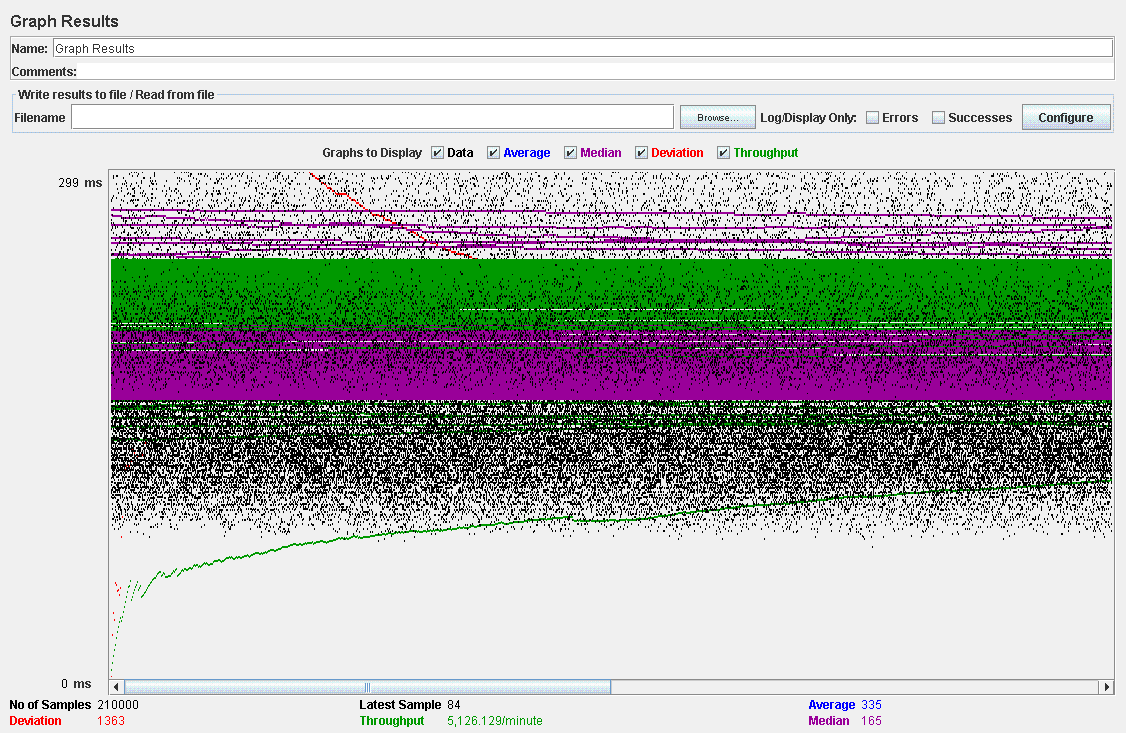 Graph Results
Name: Graph Results
Comments:
Write results to file / Read from file
Filename Browse... Log/Display Only: Errors Successes Configure
Graphs to Display Data Average Median Deviation Throughput
299 ms
0 ms
No of Samples 210000 Latest Sample 84 Average 335
Deviation 1363 Throughput 5,126.129/minute Median 165